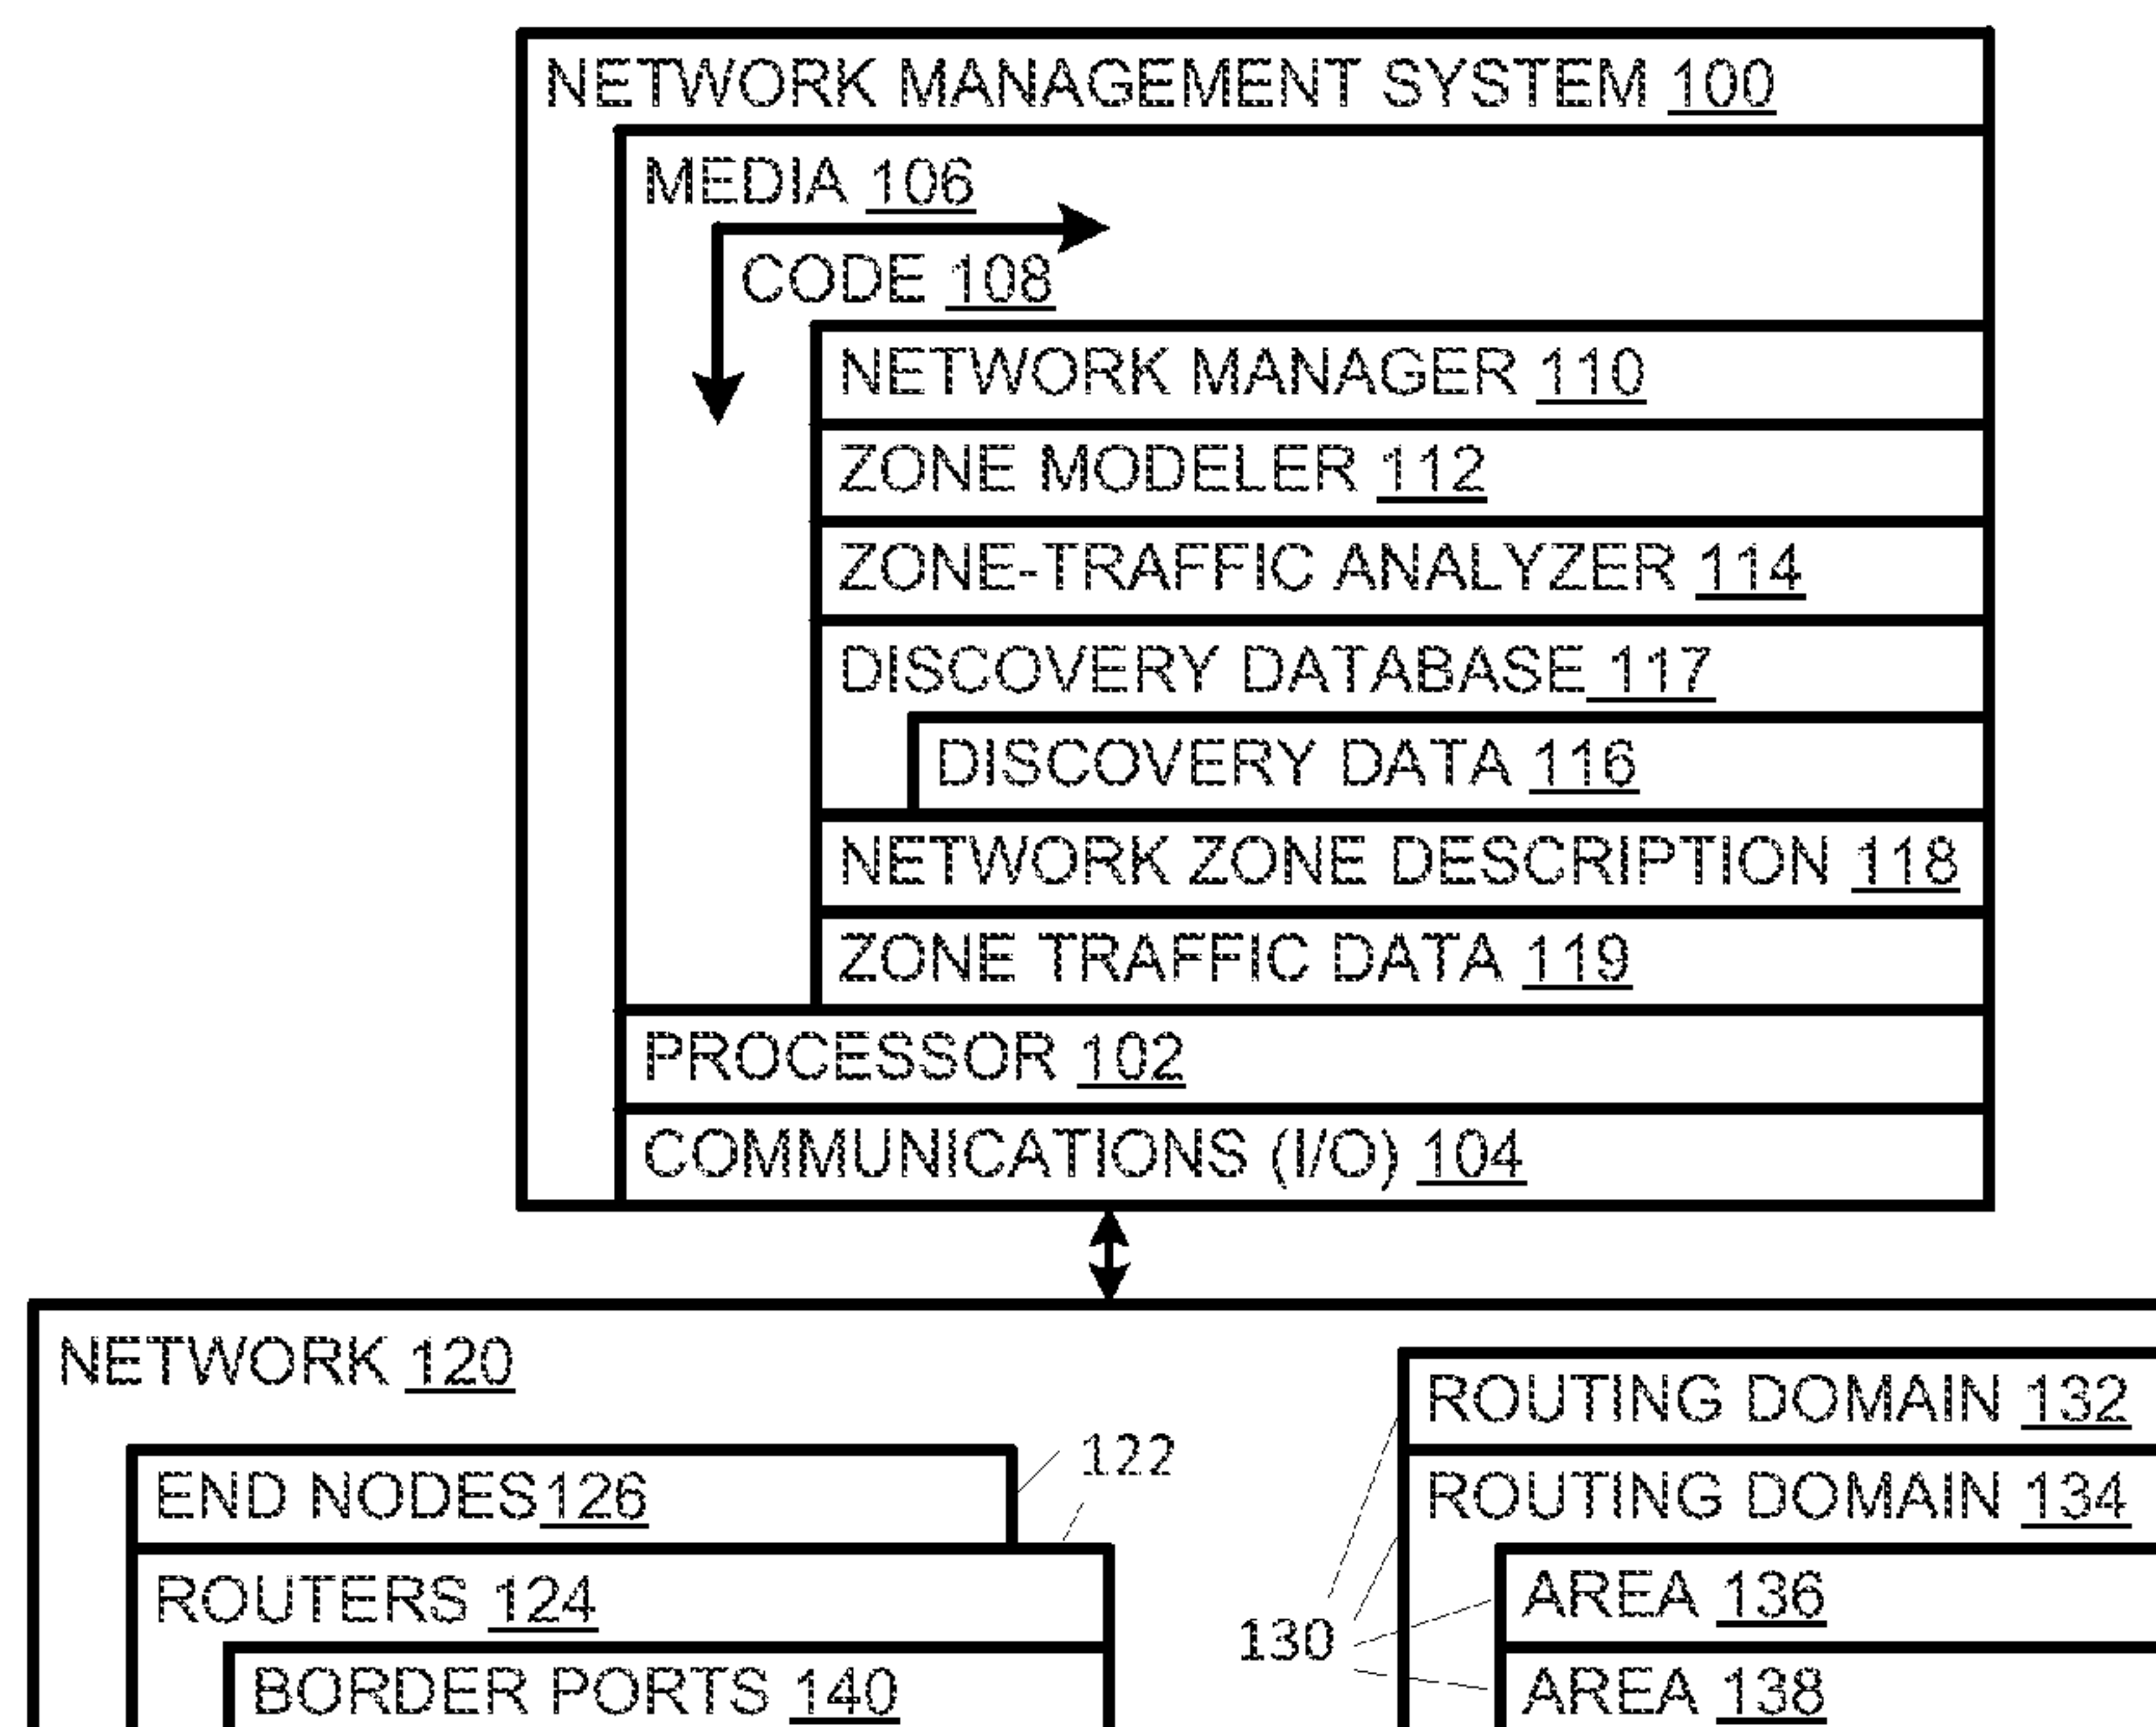 NETWORK MANAGEMENT SYSTEM 100
MEDIA 106
CODE 108
NETWORK MANAGER 110
ZONE MODELER 112
ZONE-TRAFFIC ANALYZER 114
DISCOVERY DATABASE 117
DISCOVERY DATA 116
NETWORK ZONE DESCRIPTION 118
ZONE TRAFFIC DATA 119
PROCESSOR 102
COMMUNICATIONS (I/O) 104
NETWORK 120
122
END NODES126
ROUTERS 124
BORDER PORTS 140
ROUTING DOMAIN 132
ROUTING DOMAIN 134
130
AREA 136
AREA 138